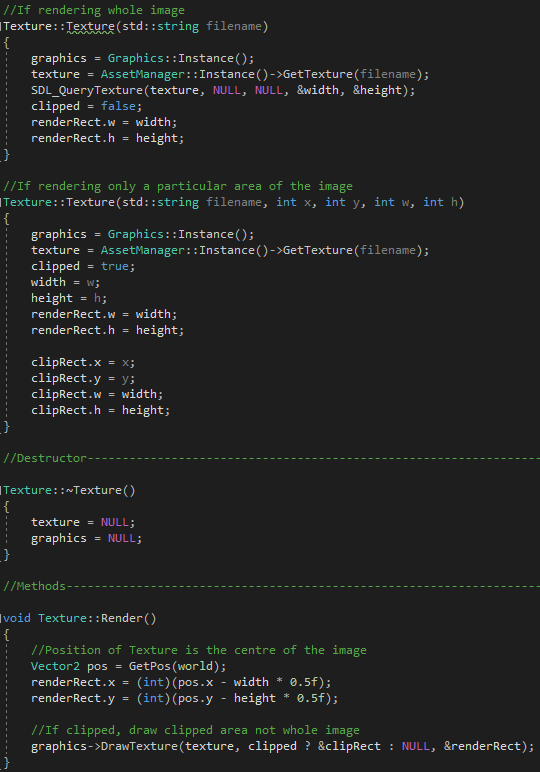 //If rendering whole image
Texture::Texture(std::string filename)
{
    graphics = Graphics::Instance();
    texture = AssetManager::Instance()->GetTexture(filename);
    SDL_QueryTexture(texture, NULL, NULL, &width, &height);
    clipped = false;
    renderRect.w = width;
    renderRect.h = height;
}

//If rendering only a particular area of the image
Texture::Texture(std::string filename, int x, int y, int w, int h)
{
    graphics = Graphics::Instance();
    texture = AssetManager::Instance()->GetTexture(filename);
    clipped = true;
    width = w;
    height = h;
    renderRect.w = width;
    renderRect.h = height;

    clipRect.x = x;
    clipRect.y = y;
    clipRect.w = width;
    clipRect.h = height;
}

//Destructor-----------------------------------------------------------------
Texture::~Texture()
{
    texture = NULL;
    graphics = NULL;
}

//Methods--------------------------------------------------------------------
void Texture::Render()
{
    //Position of Texture is the centre of the image
    Vector2 pos = GetPos(world);
    renderRect.x = (int)(pos.x - width * 0.5f);
    renderRect.y = (int)(pos.y - height * 0.5f);

    //If clipped, draw clipped area not whole image
    graphics->DrawTexture(texture, clipped ? &clipRect : NULL, &renderRect);
}